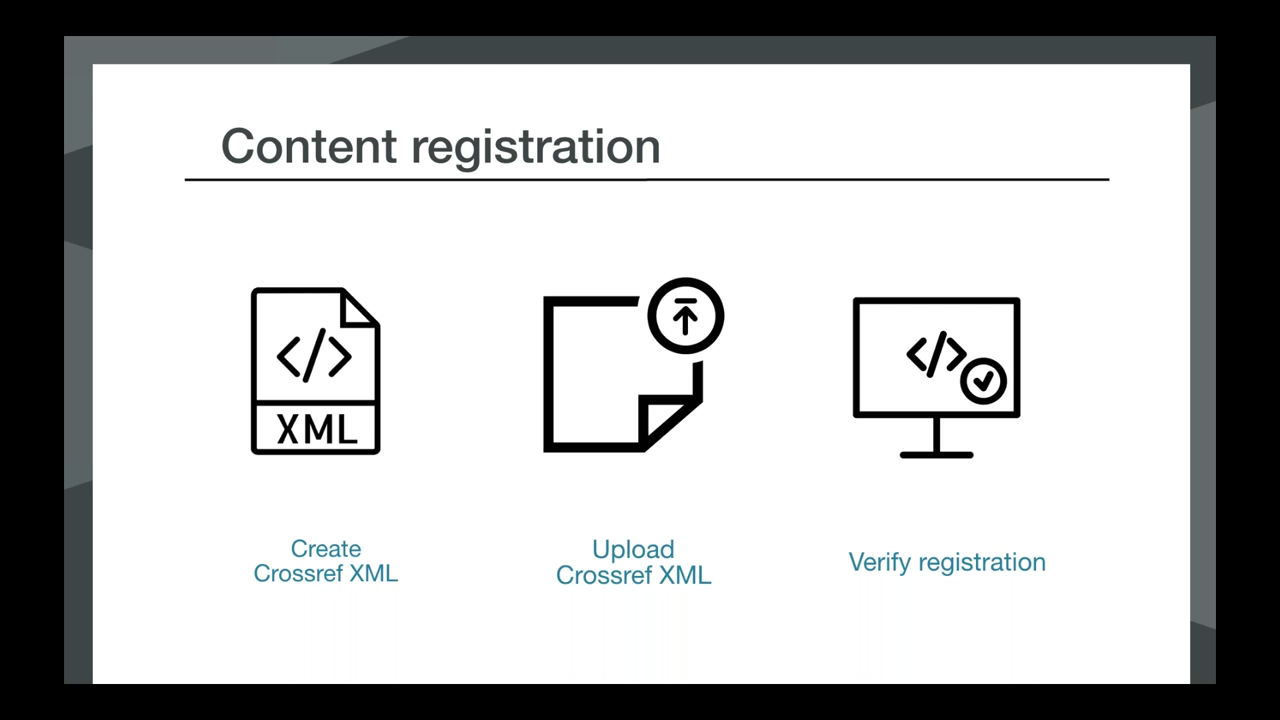 Content registration
XML
Create
Crossref XML
Upload
Crossref XML
Verify registration